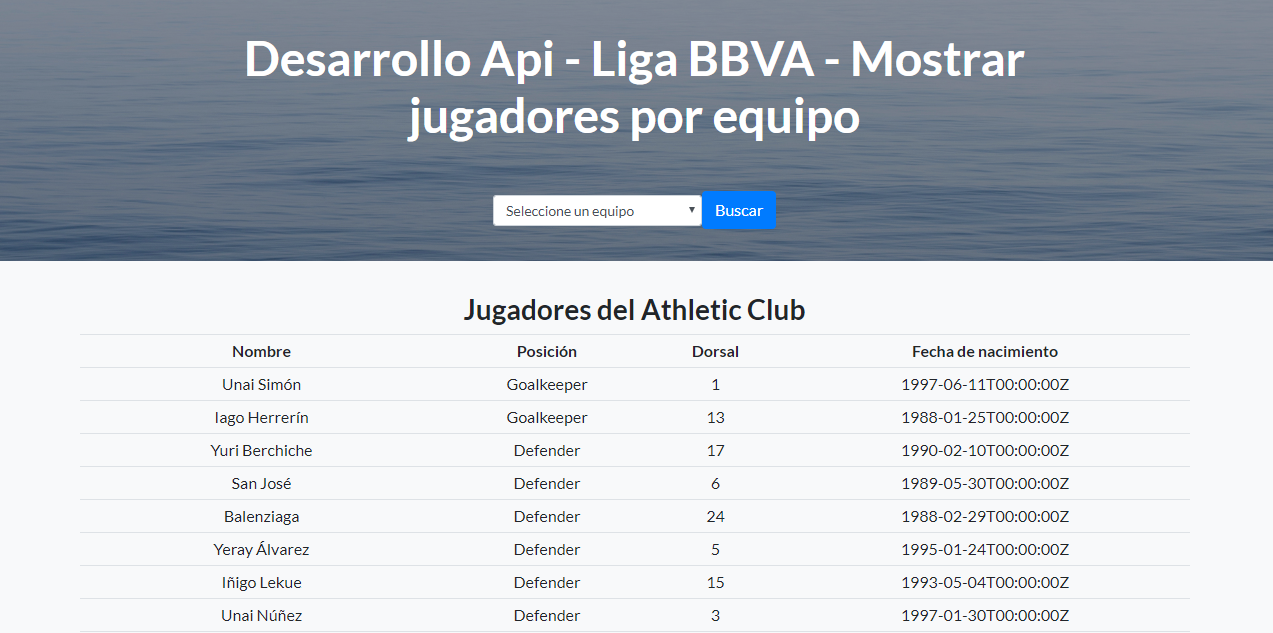 Desarrollo Api - Liga BBVA - Mostrar
jugadores por equipo
Seleccione un equipo Buscar
Jugadores del Athletic Club
Nombre Posición Dorsal Fecha de nacimiento
Unai Simón Goalkeeper 1 1997-06-11T00:00:00Z
Iago Herrerín Goalkeeper 13 1988-01-25T00:00:00Z
Yuri Berchiche Defender 17 1990-02-10T00:00:00Z
San José Defender 6 1989-05-30T00:00:00Z
Balenziaga Defender 24 1988-02-29T00:00:00Z
Yeray Álvarez Defender 5 1995-01-24T00:00:00Z
Iñigo Lekue Defender 15 1993-05-04T00:00:00Z
Unai Núñez Defender 3 1997-01-30T00:00:00Z